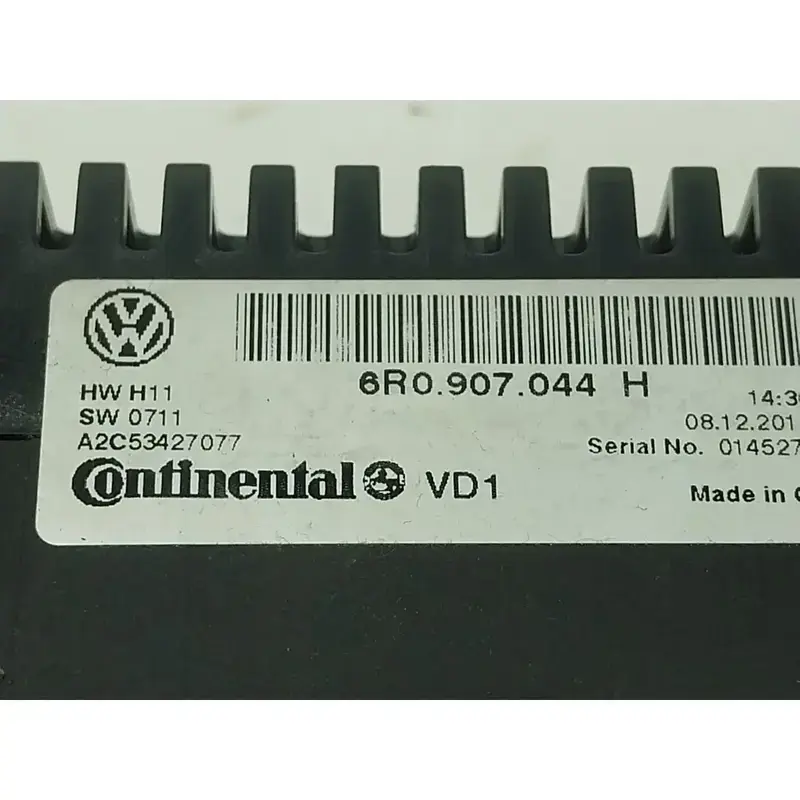 HW H11
SW 0711
A2C53427077
Continental VD1
6R0.907.044 H
14:3
08.12.201
Serial No. 014527
Made in